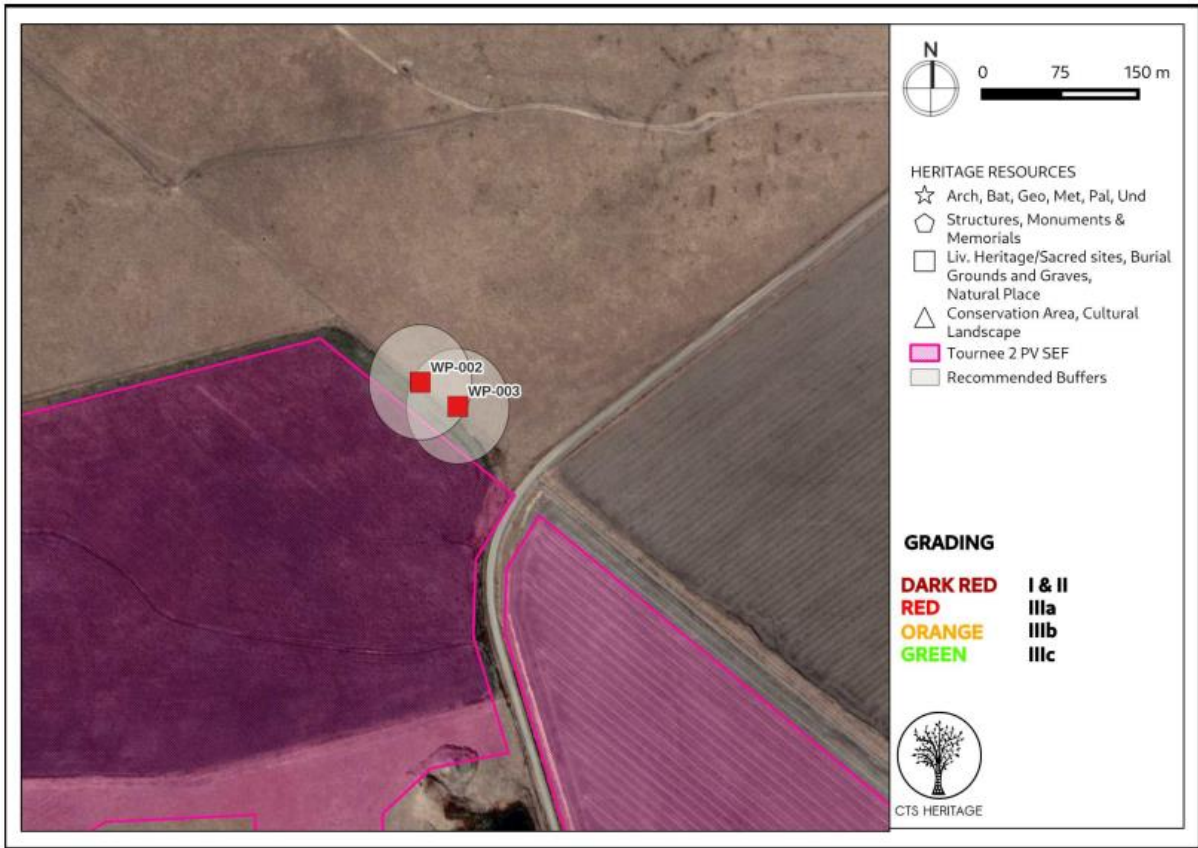 WP-002
WP-003
N
0 75 150 m
HERITAGE RESOURCES
Arch, Bat, Geo, Met, Pal, Und
Structures, Monuments &
Memorials
Liv. Heritage/Sacred sites, Burial
Grounds and Graves,
Natural Place
Conservation Area, Cultural
Landscape
Tournee 2 PV SEF
Recommended Buffers
GRADING
DARK RED I & II
RED IIIa
ORANGE IIIb
GREEN IIIc
CTS HERITAGE